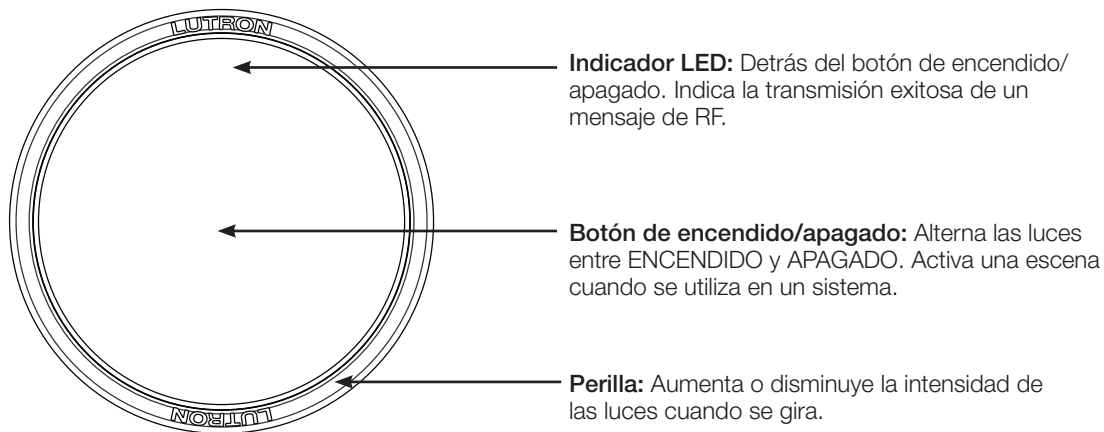 LUTRON
Indicador LED: Detrás del botón de encendido/
apagado. Indica la transmisión exitosa de un
mensaje de RF.
Botón de encendido/apagado: Alterna las luces
entre ENCENDIDO y APAGADO. Activa una escena
cuando se utiliza en un sistema.
Perilla: Aumenta o disminuye la intensidad de
las luces cuando se gira.
LUTRON